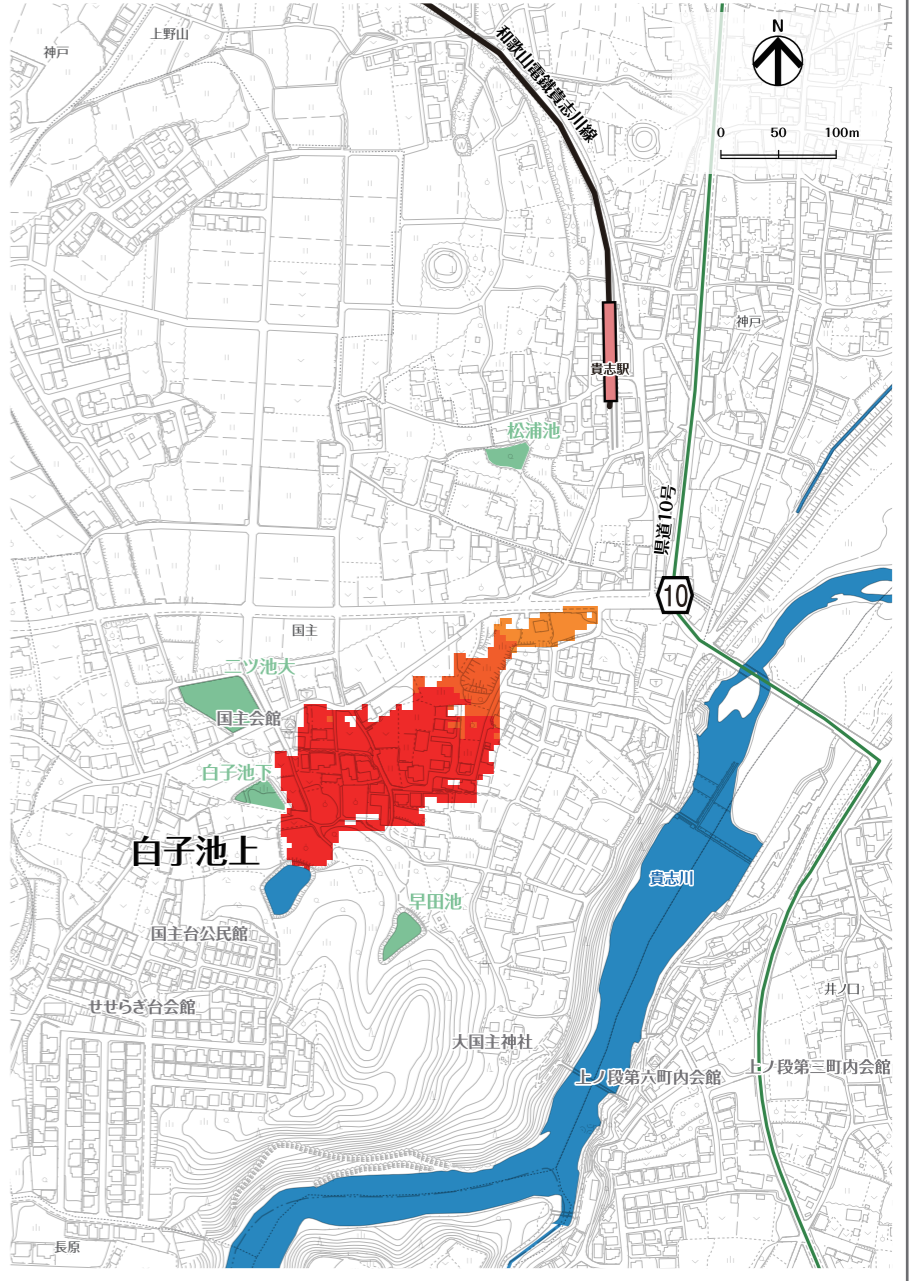 上野山
神戸
和歌山電鐵貴志川線
N
0 50 100m
神戸
貴志駅
松浦池
県道10号
10
国主
二ツ池大
国主会館
白子池下
白子池上
貴志川
早田池
国主台公民館
せせらぎ台会館
井ノ口
大国主神社
上ノ段第三町内会館
上ノ段第六町内会館
長原